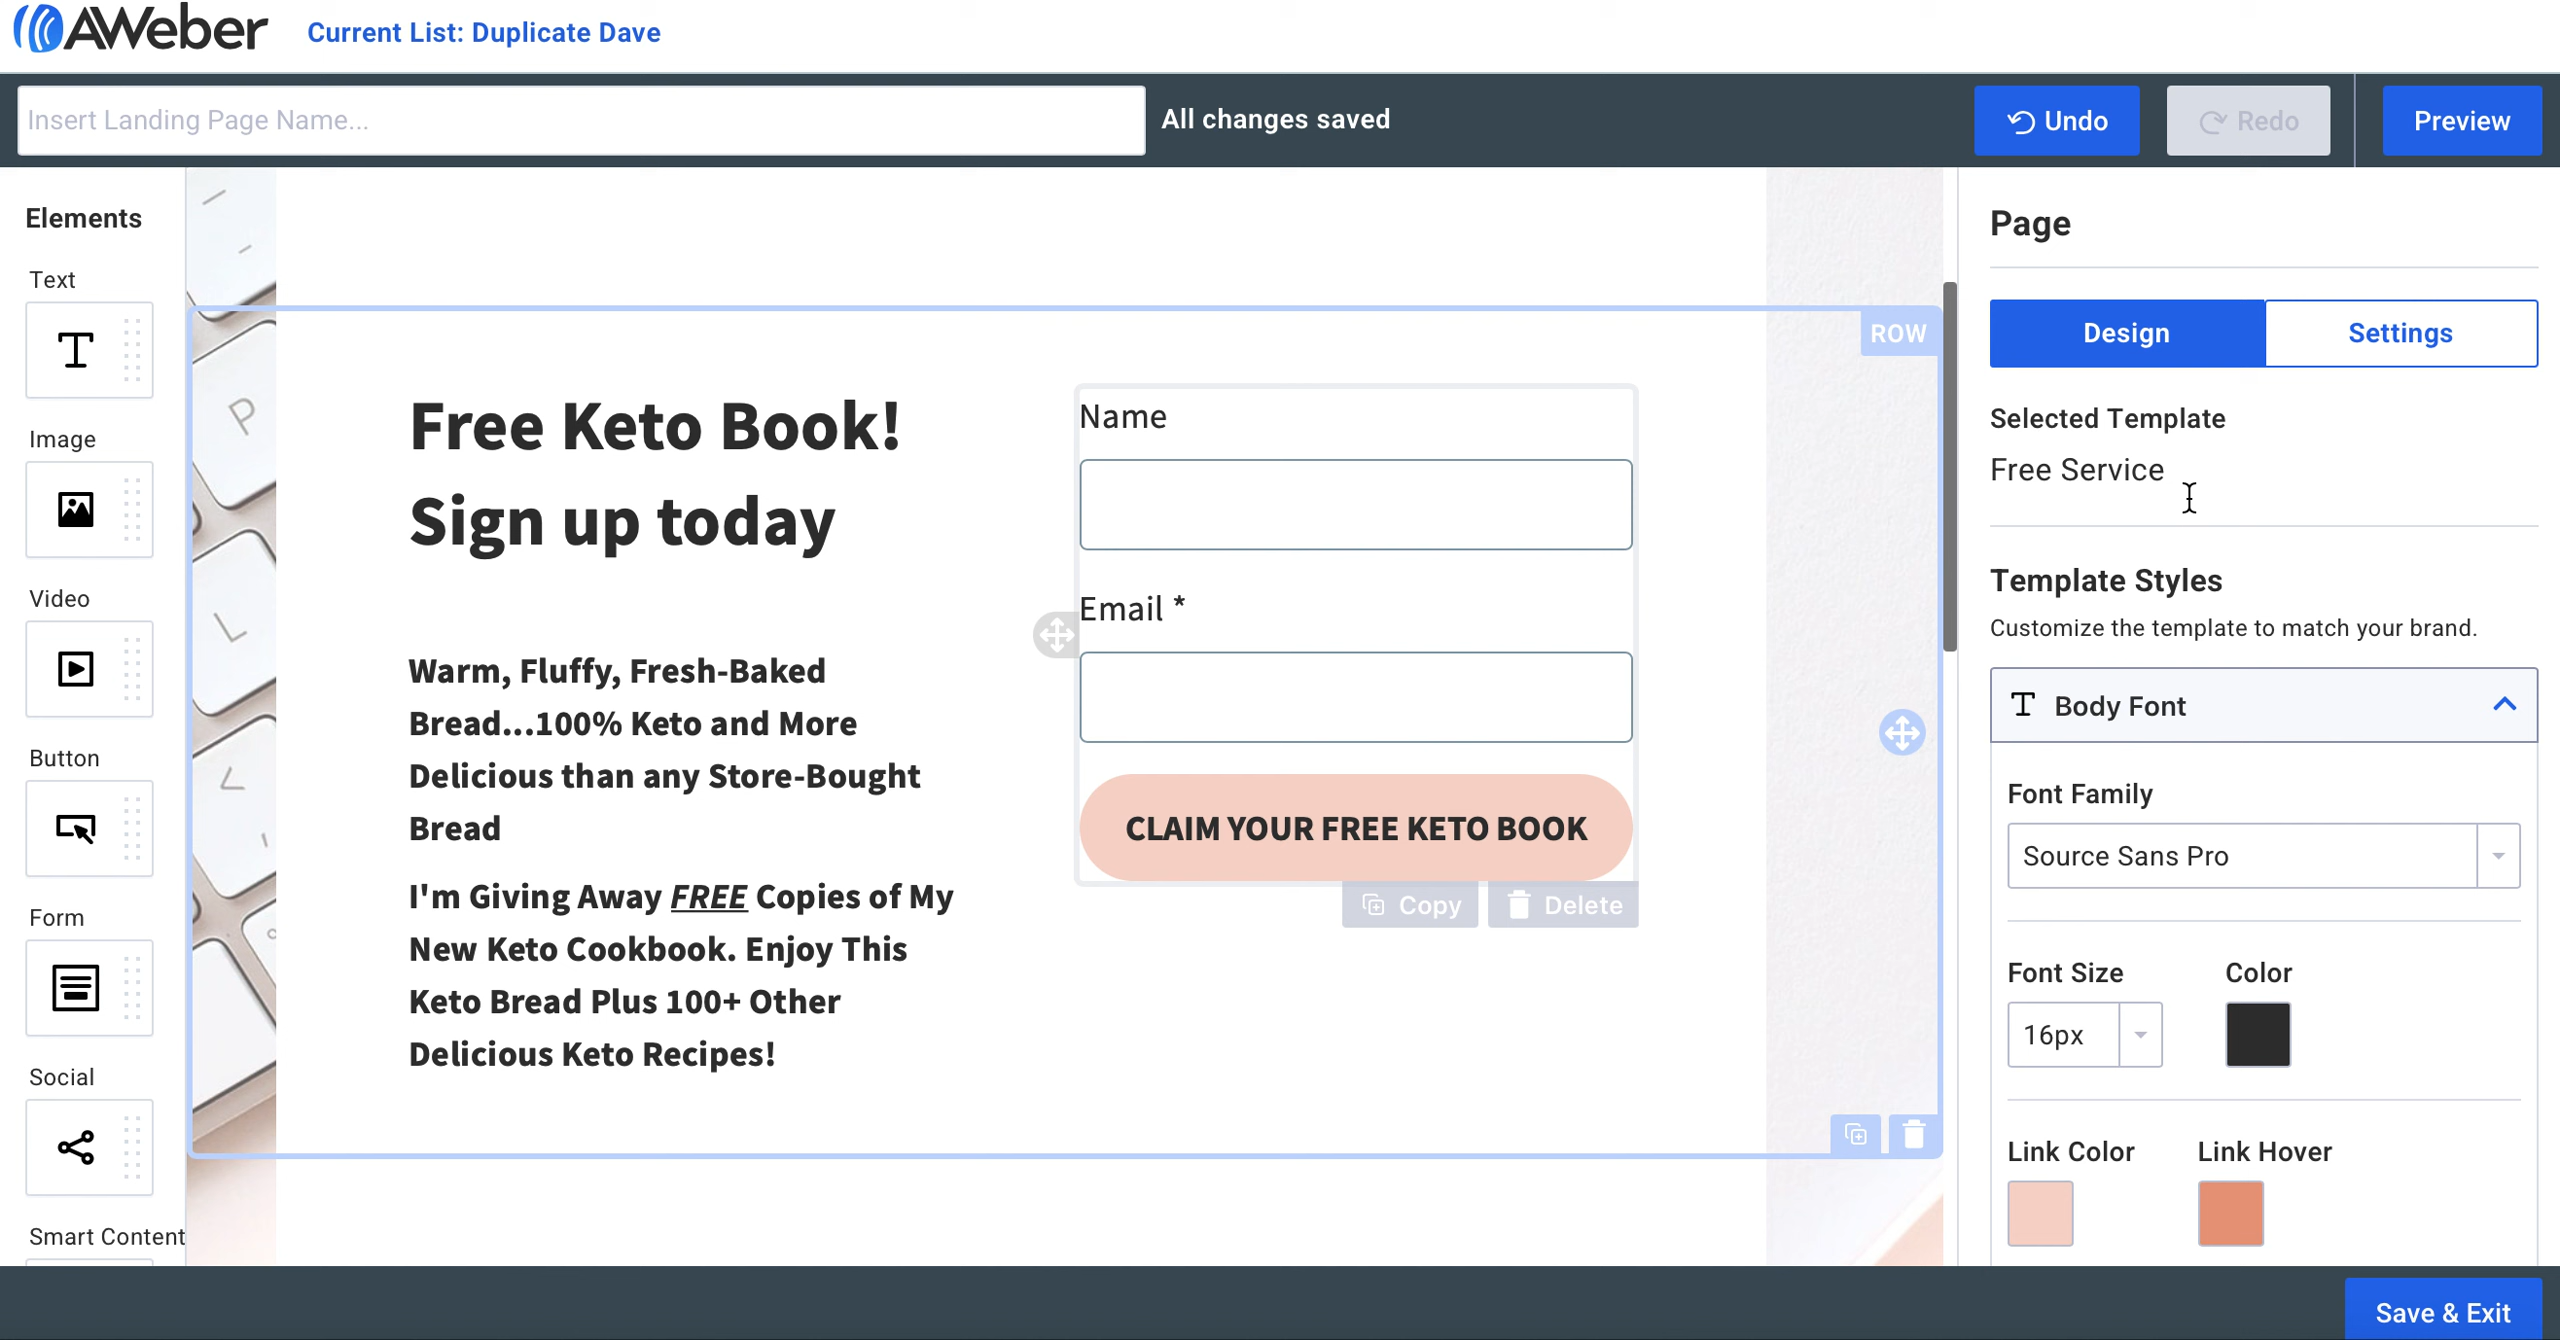 AWeber
Current List: Duplicate Dave
Insert Landing Page Name...
All changes saved
Undo
Redo
Preview
Elements
Text
Image
Video
Button
Form
Social
Smart Content
P
L
ROW
Free Keto Book!
Sign up today
Warm, Fluffy, Fresh-Baked
Bread...100% Keto and More
Delicious than any Store-Bought
Bread
I'm Giving Away FREE Copies of My
New Keto Cookbook. Enjoy This
Keto Bread Plus 100+ Other
Delicious Keto Recipes!
Name
Email *
CLAIM YOUR FREE KETO BOOK
Copy
Delete
Page
Design
Settings
Selected Template
Free Service
Template Styles
Customize the template to match your brand.
Body Font
Font Family
Source Sans Pro
Font Size
Color
16px
Link Color
Link Hover
Save & Exit